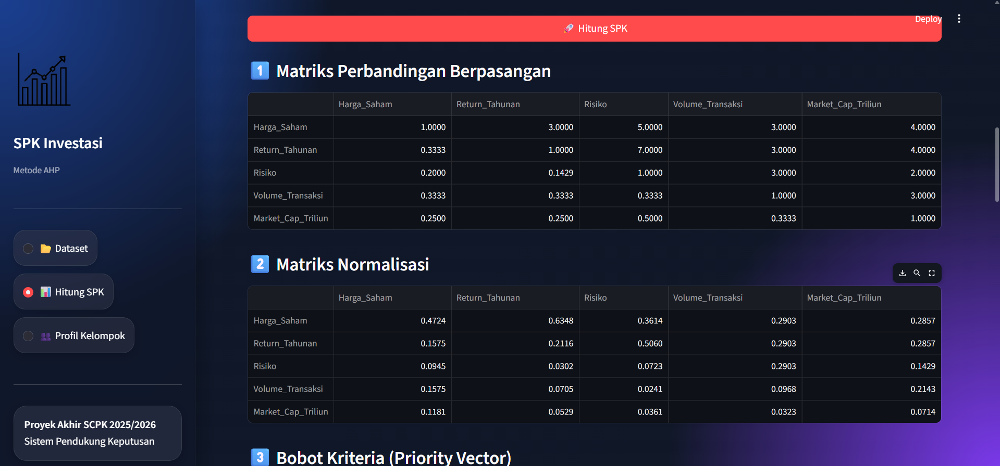 SPK Investasi
Metode AHP
Dataset
Hitung SPK
Profil Kelompok
Proyek Akhir SCPK 2025/2026
Sistem Pendukung Keputusan
Deploy
🚀 Hitung SPK
1 Matriks Perbandingan Berpasangan
Harga_Saham Return_Tahunan Risiko Volume_Transaksi Market_Cap_Triliun
Harga_Saham 1.0000 3.0000 5.0000 3.0000 4.0000
Return_Tahunan 0.3333 1.0000 7.0000 3.0000 4.0000
Risiko 0.2000 0.1429 1.0000 3.0000 2.0000
Volume_Transaksi 0.3333 0.3333 0.3333 1.0000 3.0000
Market_Cap_Triliun 0.2500 0.2500 0.5000 0.3333 1.0000
2 Matriks Normalisasi
Harga_Saham Return_Tahunan Risiko Volume_Transaksi Market_Cap_Triliun
Harga_Saham 0.4724 0.6348 0.3614 0.2903 0.2857
Return_Tahunan 0.1575 0.2116 0.5060 0.2903 0.2857
Risiko 0.0945 0.0302 0.0723 0.2903 0.1429
Volume_Transaksi 0.1575 0.0705 0.0241 0.0968 0.2143
Market_Cap_Triliun 0.1181 0.0529 0.0361 0.0323 0.0714
3 Bobot Kriteria (Priority Vector)